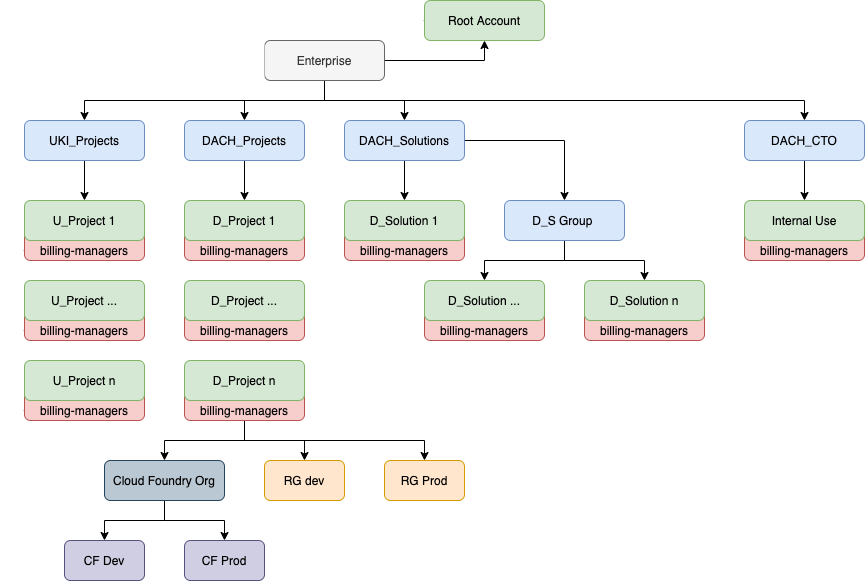 Root Account
Enterprise
UKI_Projects
DACH_Projects
DACH_Solutions
DACH_CTO
U_Project 1
billing-managers
D_Project 1
billing-managers
D_Solution 1
billing-managers
D_S Group
Internal Use
billing-managers
U_Project ...
billing-managers
D_Project ...
billing-managers
D_Solution ...
billing-managers
D_Solution n
billing-managers
U_Project n
billing-managers
D_Project n
billing-managers
Cloud Foundry Org
RG dev
RG Prod
CF Dev
CF Prod